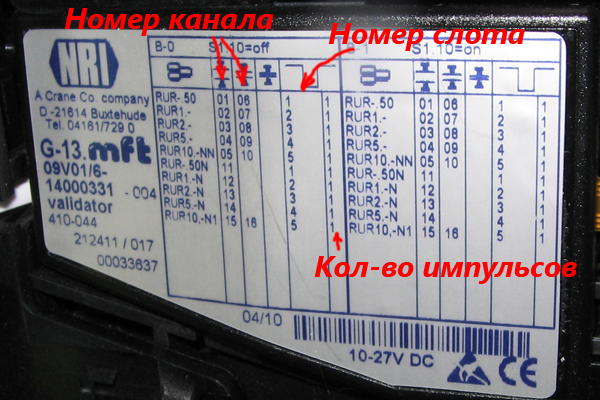 Номер канала
Номер слота
B-0 S1.10=off
S1.10=on
NRI
A Crane Co. company
D -21614 Buxtehude
Tel. 04161/729 0
G-13.mft
09V01/6-
14000331 - 004
validator
410-044
212411 / 017
00033637
RUR-.50 01 06 1 1
RUR1.- 02 07 2 1
RUR2.- 03 08 3 1
RUR5.- 04 09 4 1
RUR10,-NN 05 10 5 1
RUR-.50N 11 1 1
RUR1.-N 12 2 1
RUR2.-N 13 3 1
RUR5.-N 14 4 1
RUR10,-N1 15 16 5 1
RUR-.50 01 06 1 1
RUR1.- 02 07 2 1
RUR2.- 03 08 3 1
RUR5.- 04 09 4 1
RUR10,-NN 05 10 5 1
RUR-.50N 11 1 1
RUR1.-N 12 2 1
RUR2.-N 13 3 1
RUR5.-N 14 4 1
RUR10,-N1 15 16 5 1
Кол-во импульсов
04/10
10-27V DC
CE